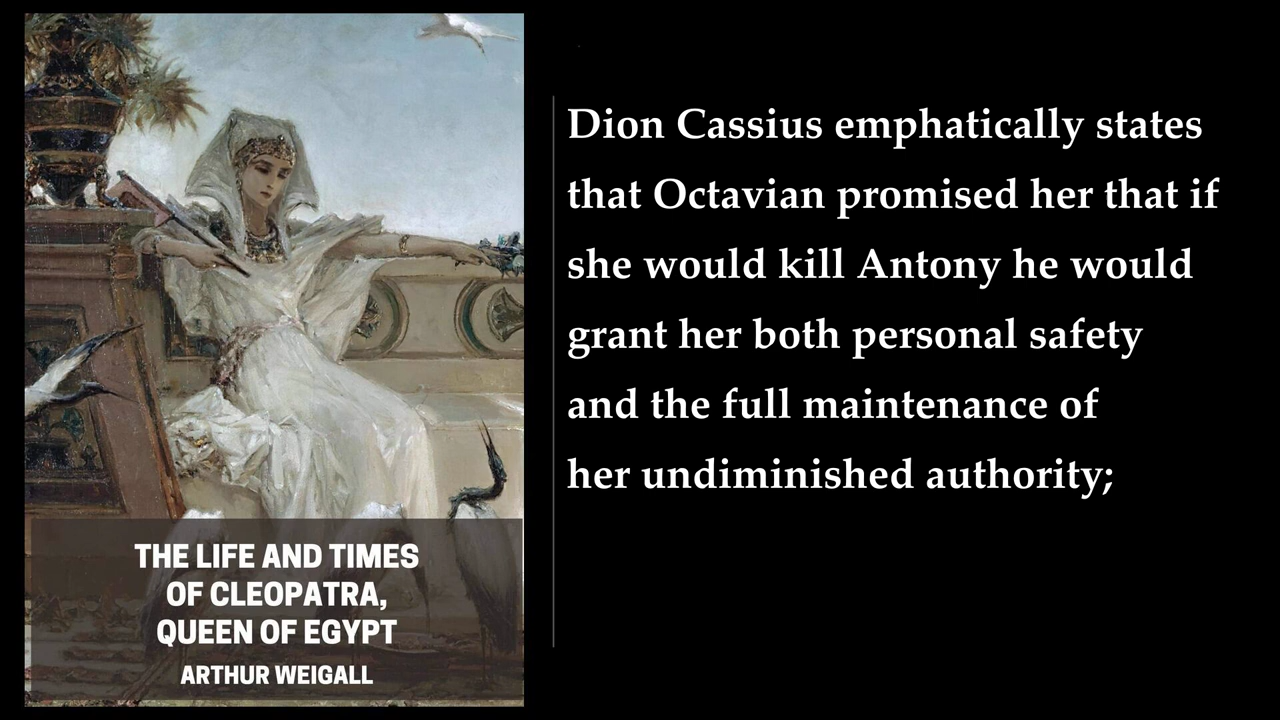 Dion Cassius emphatically states
that Octavian promised her that if
she would kill Antony he would
grant her both personal safety
and the full maintenance of
her undiminished authority;
THE LIFE AND TIMES
OF CLEOPATRA,
QUEEN OF EGYPT
ARTHUR WEIGALL